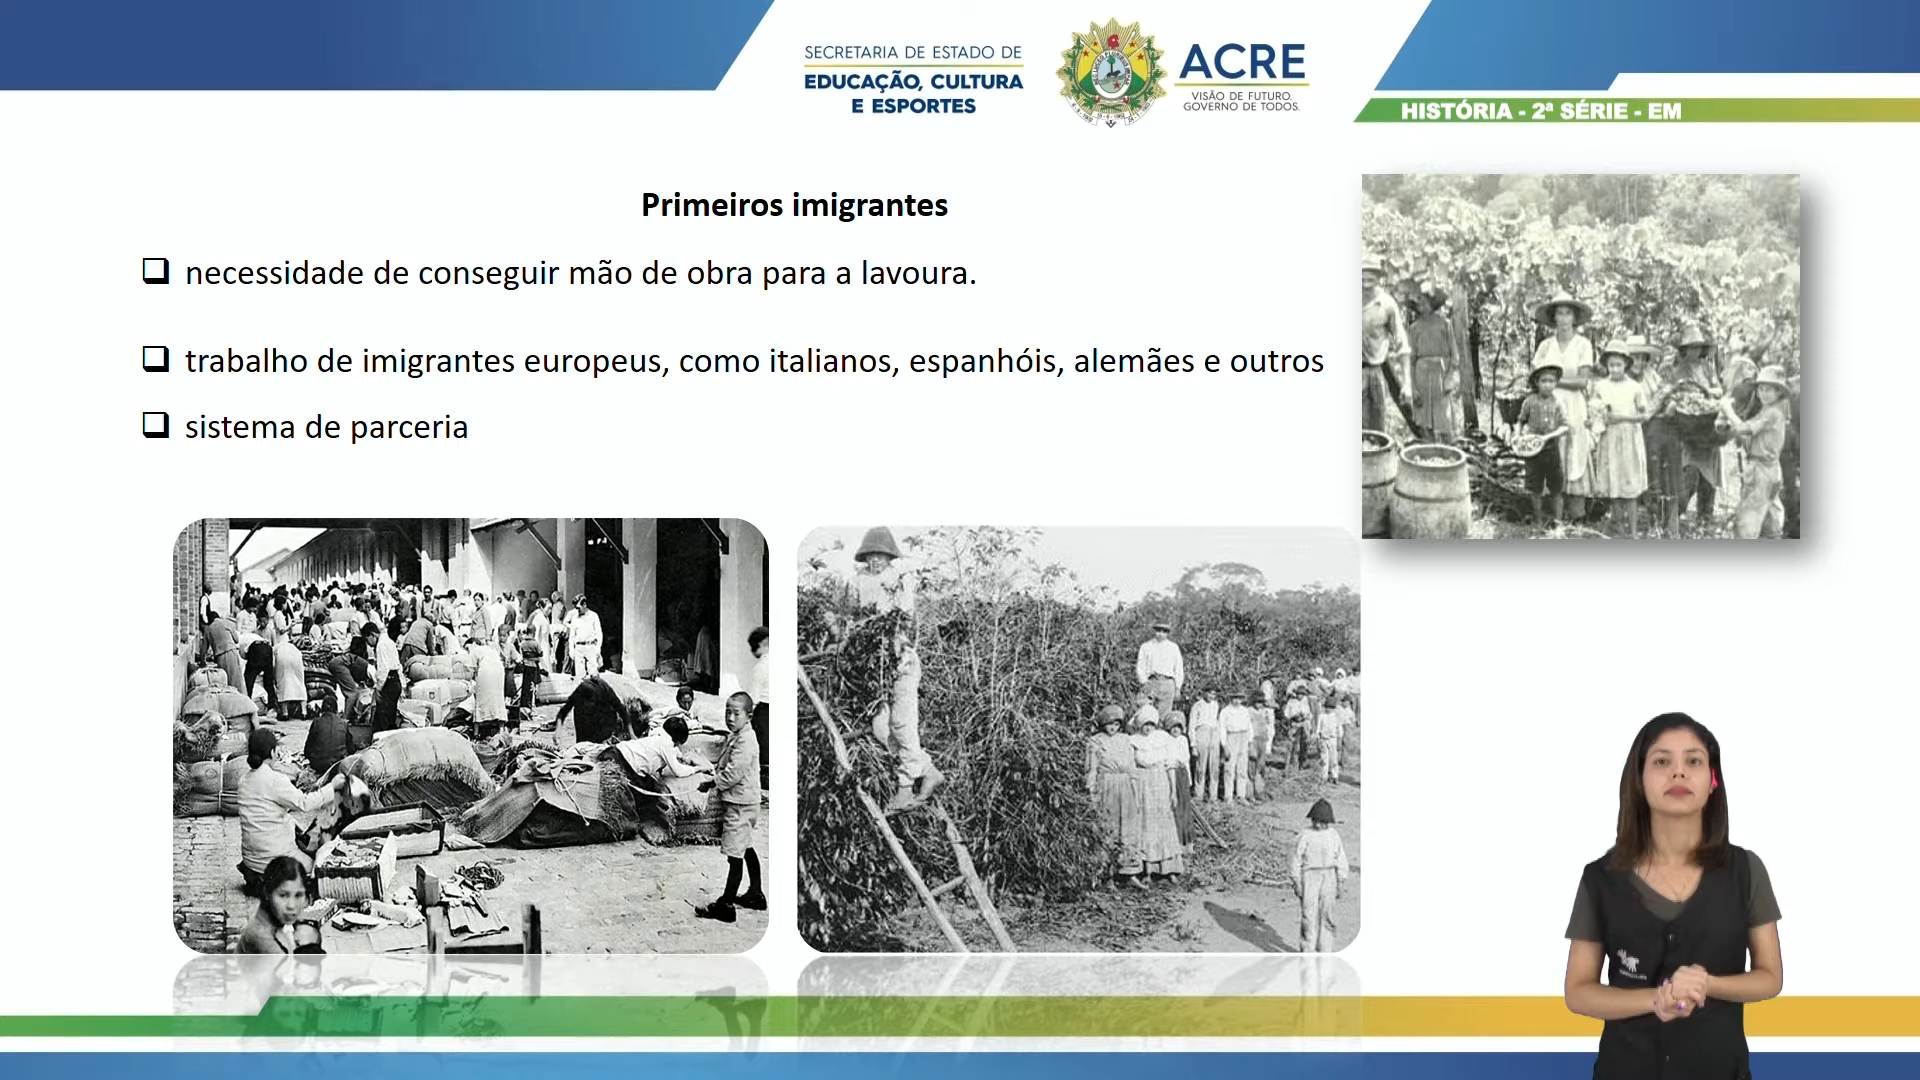 SECRETARIA DE ESTADO DE
EDUCAÇÃO, CULTURA
E ESPORTES
ACRE
VISÃO DE FUTURO.
GOVERNO DE TODOS.
HISTÓRIA - 2ª SÉRIE - EM
Primeiros imigrantes
necessidade de conseguir mão de obra para a lavoura.
trabalho de imigrantes europeus, como italianos, espanhóis, alemães e outros
sistema de parceria